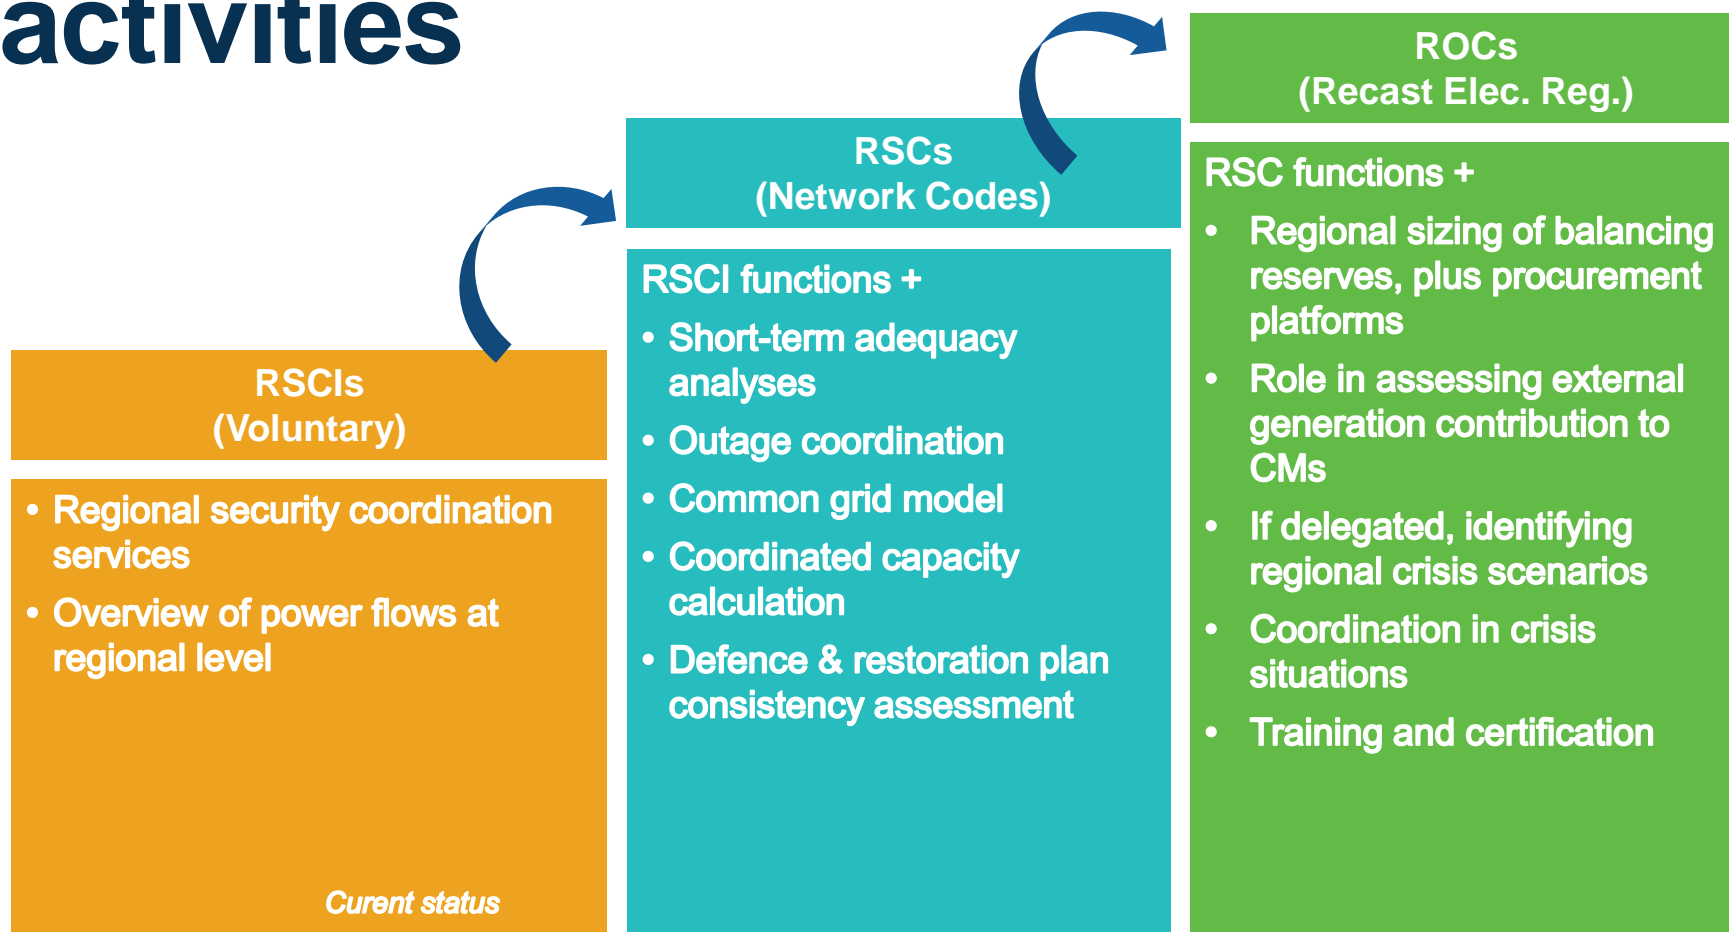 activities
RSCIs
(Voluntary)
• Regional security coordination
services
• Overview of power flows at
regional level
Curent status
RSCs
(Network Codes)
RSCI functions +
• Short-term adequacy
analyses
• Outage coordination
• Common grid model
• Coordinated capacity
calculation
• Defence & restoration plan
consistency assessment
ROCs
(Recast Elec. Reg.)
RSC functions +
• Regional sizing of balancing
reserves, plus procurement
platforms
• Role in assessing external
generation contribution to
CMs
• If delegated, identifying
regional crisis scenarios
• Coordination in crisis
situations
• Training and certification